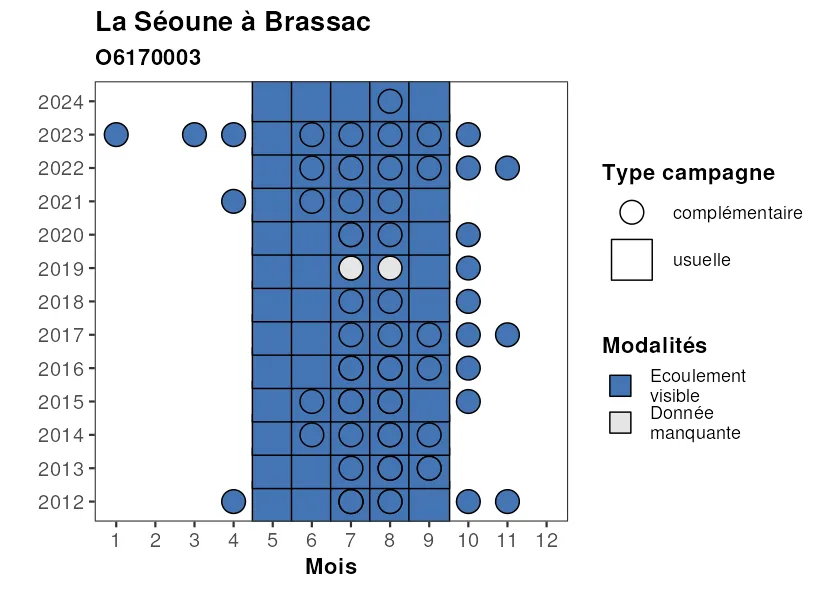 La Séoune à Brassac
O6170003
2024
2023
2022
2021
2020
2019
2018
2017
2016
2015
2014
2013
2012
1 2 3 4 5 6 7 8 9 10 11 12
Mois
Type campagne
complémentaire
usuelle
Modalités
Ecoulement
visible
Donnée
manquante